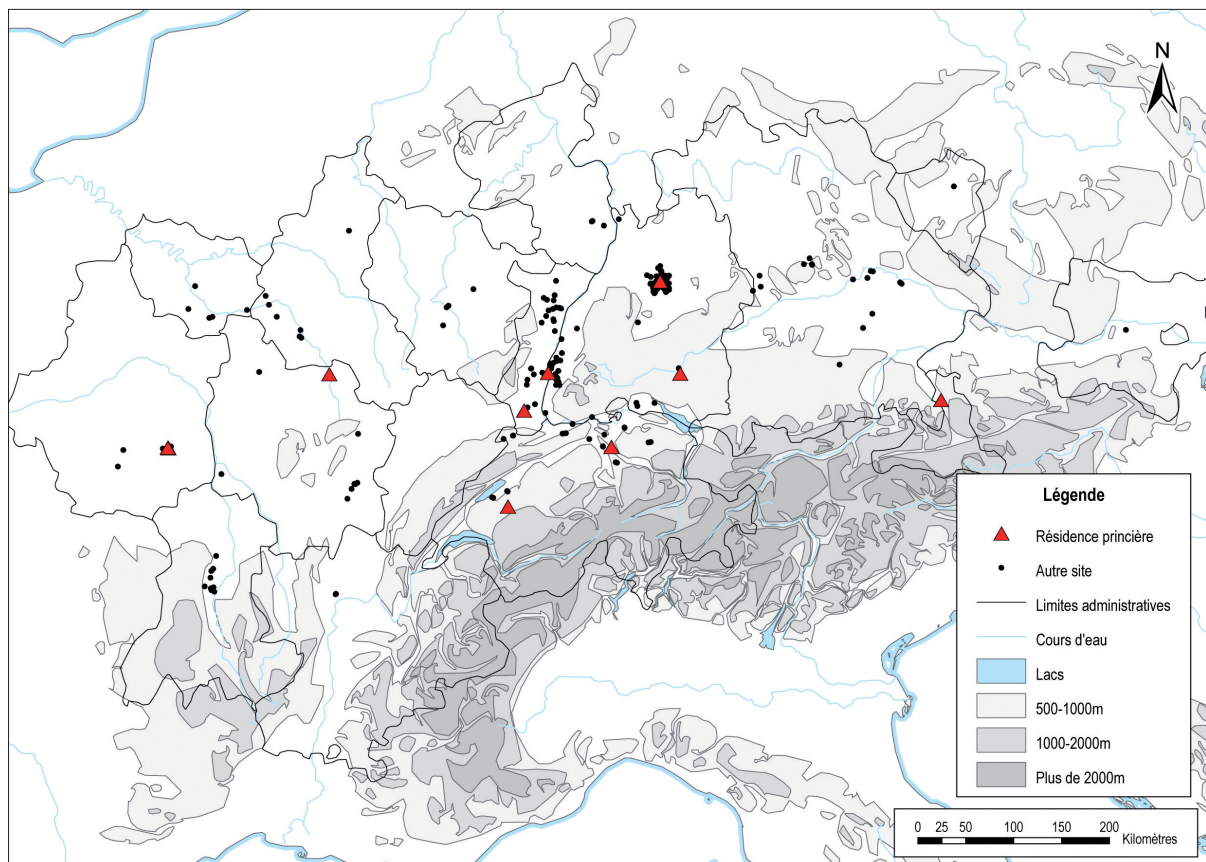 N
Légende
Résidence princière
Autre site
Limites administratives
Cours d'eau
Lacs
500-1000m
1000-2000m
Plus de 2000m
0 25 50 100 150 200
Kilomètres